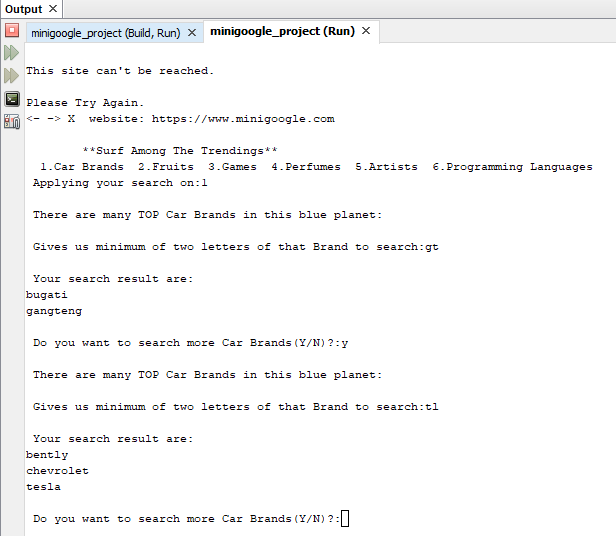 Output ×
minigoogle_project (Build, Run) × minigoogle_project (Run) ×
This site can't be reached.
Please Try Again.
<- -> X  website: https://www.minigoogle.com
**Surf Among The Trendings**
1.Car Brands  2.Fruits  3.Games  4.Perfumes  5.Artists  6.Programming Languages
Applying your search on:1
There are many TOP Car Brands in this blue planet:
Gives us minimum of two letters of that Brand to search:gt
Your search result are:
bugati
gangteng
Do you want to search more Car Brands(Y/N)?:y
There are many TOP Car Brands in this blue planet:
Gives us minimum of two letters of that Brand to search:tl
Your search result are:
bently
chevrolet
tesla
Do you want to search more Car Brands(Y/N)?: